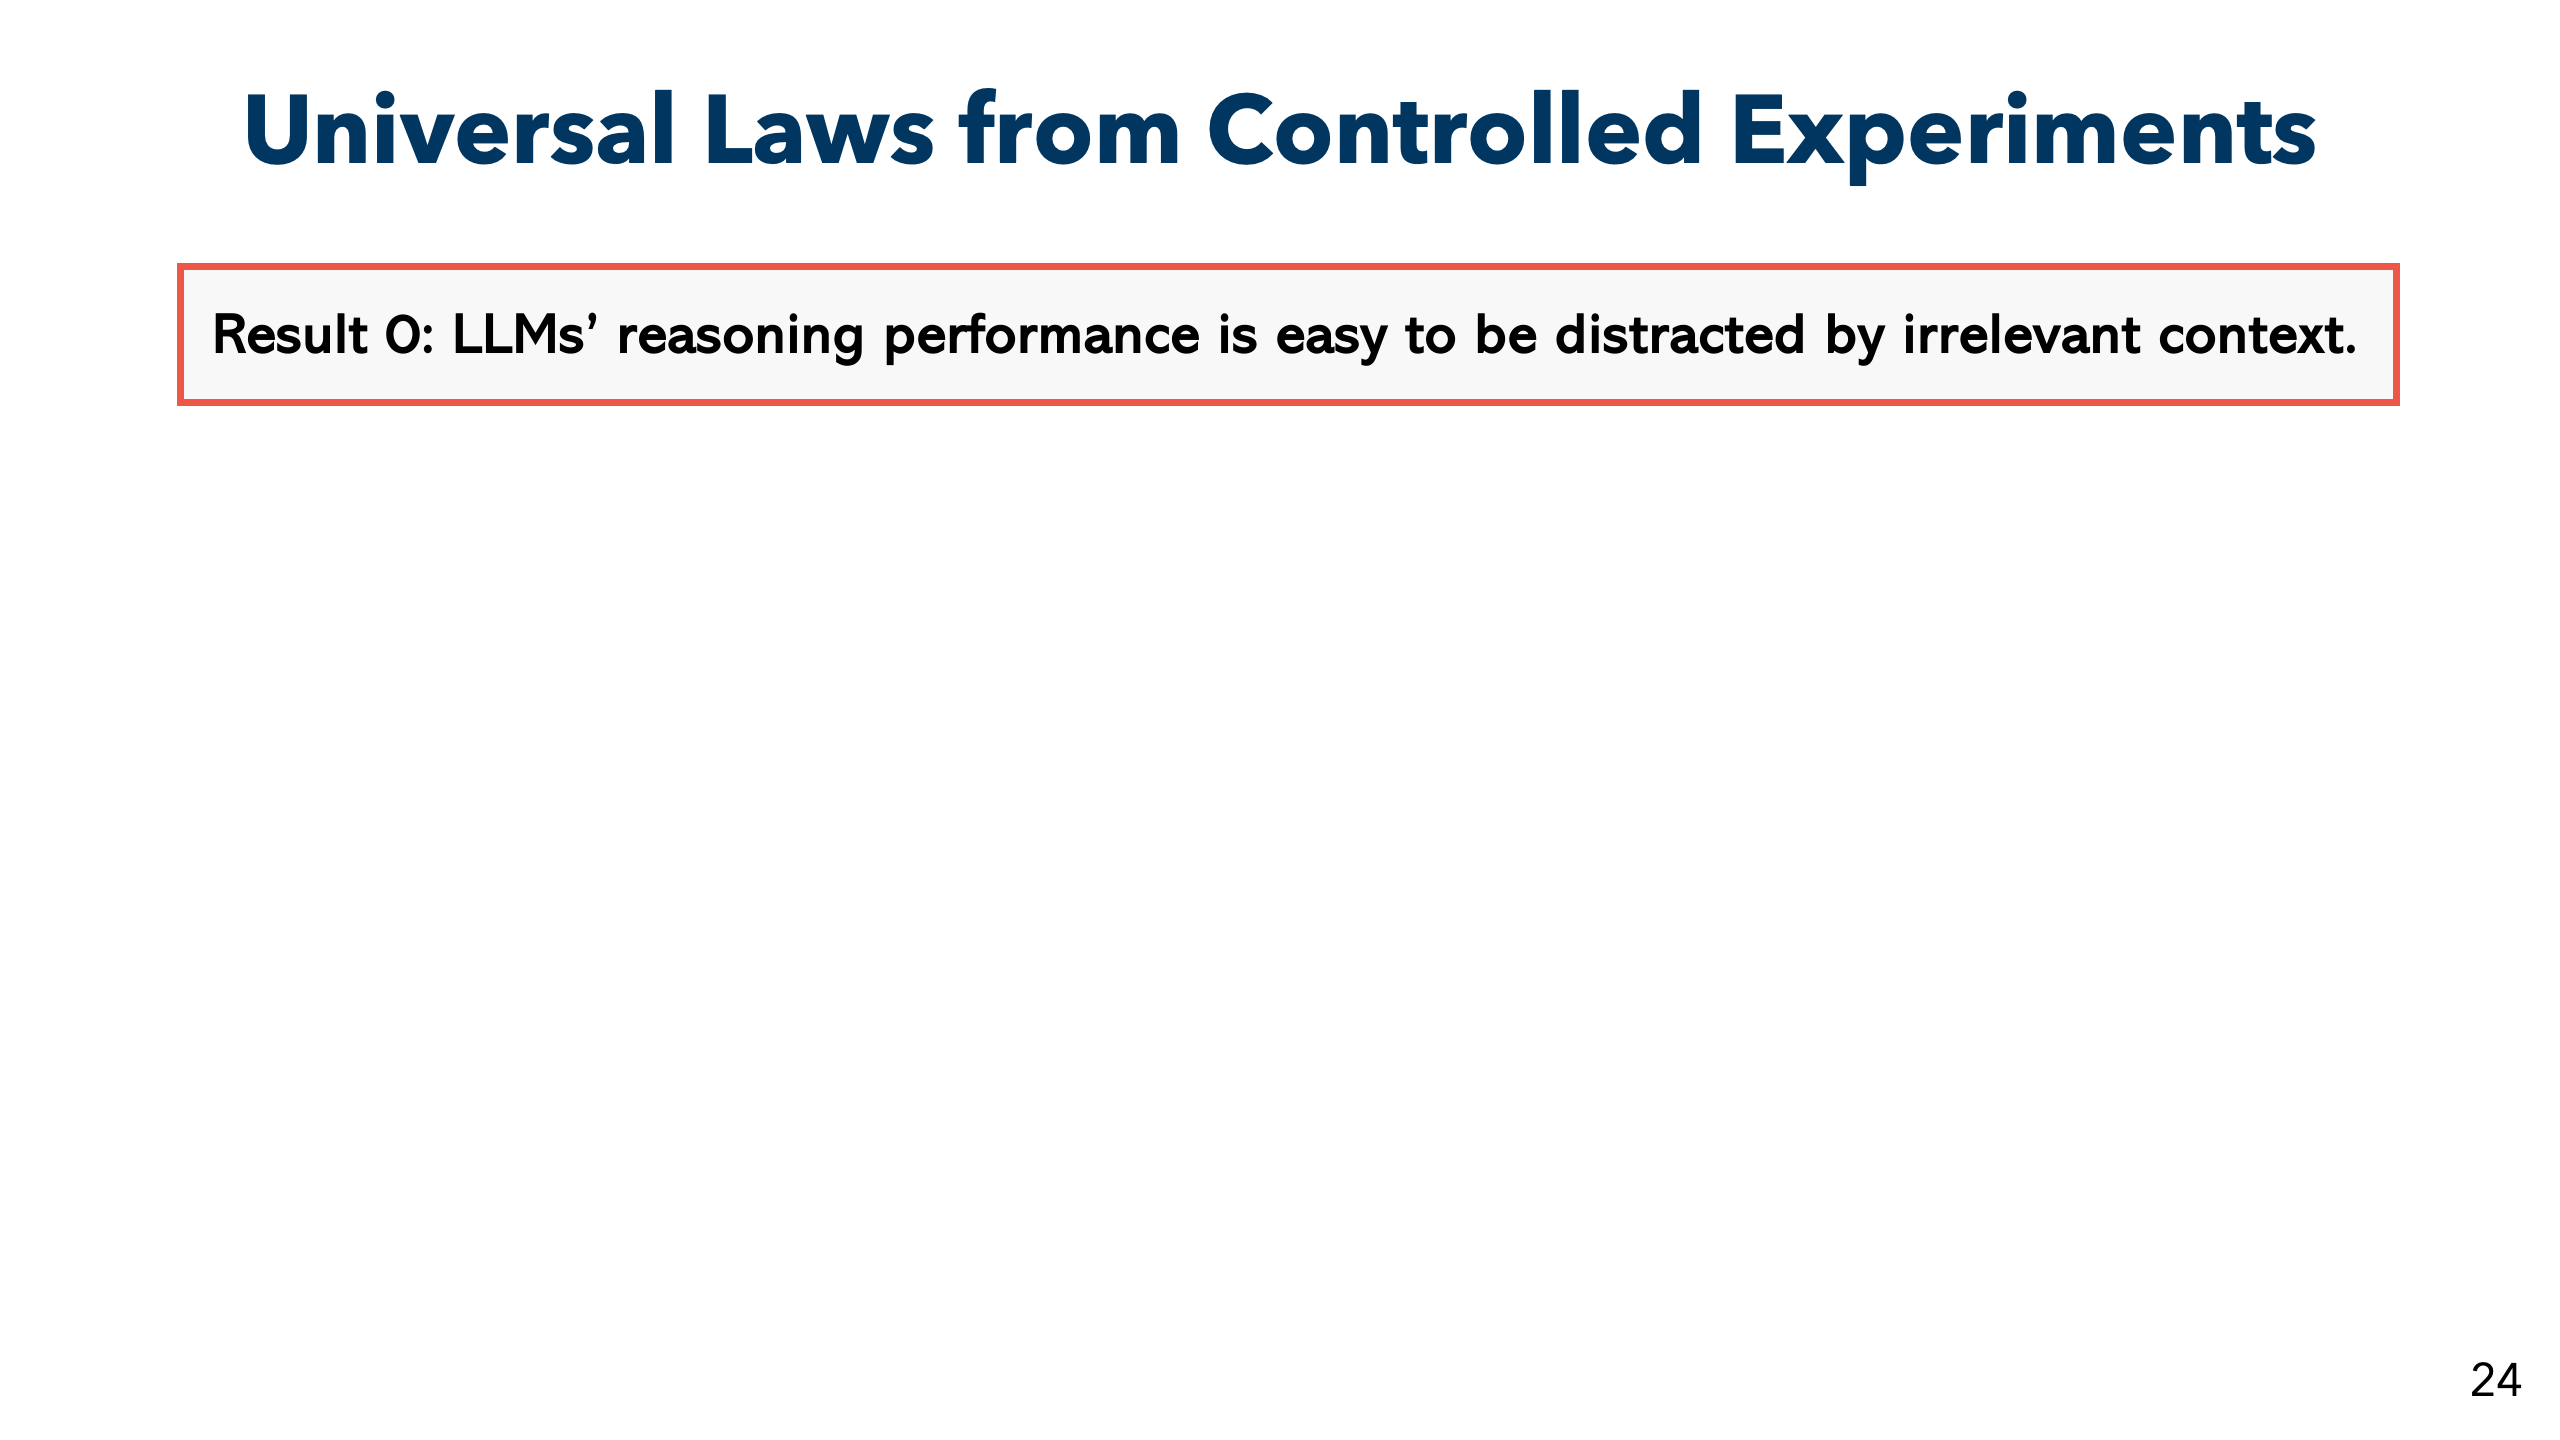 Universal Laws from Controlled Experiments
Result 0: LLMs’ reasoning performance is easy to be distracted by irrelevant context.
24